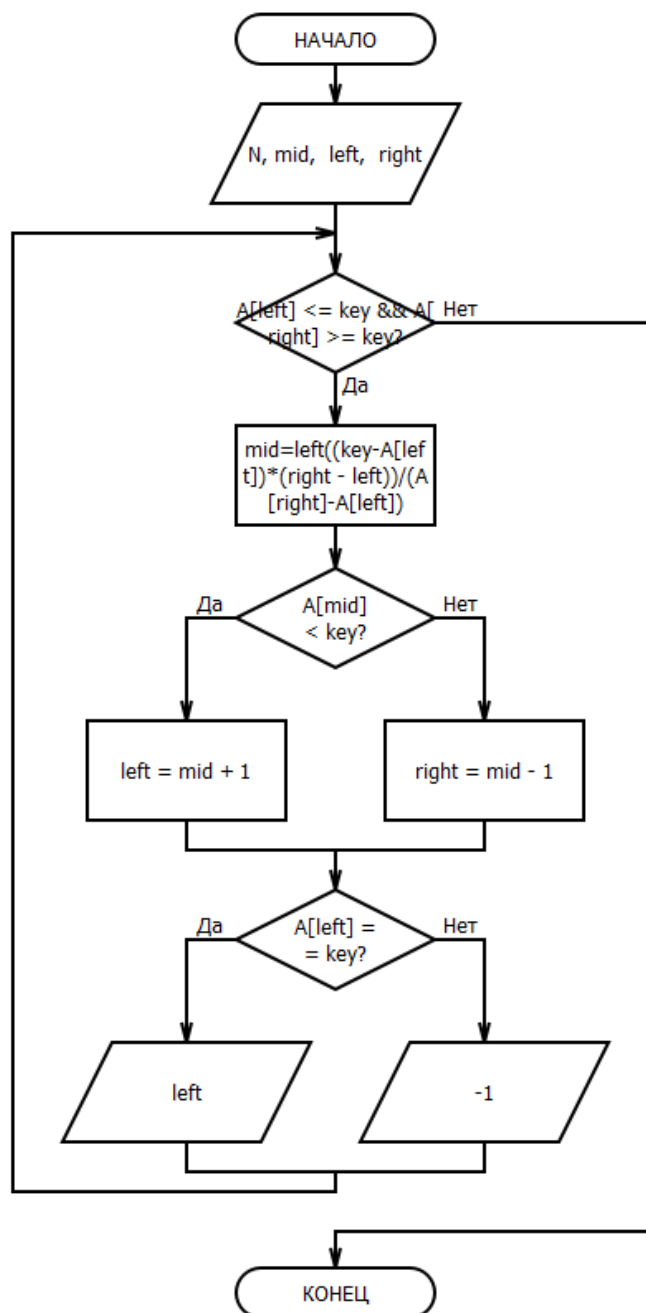 НАЧАЛО
N, mid, left, right
A[left] <= key && A[
right] >= key?
Нет
Да
mid=left((key-A[lef
t])*(right - left))/(A
[right]-A[left])
Да
A[mid]
< key?
Нет
left = mid + 1
right = mid - 1
Да
A[left] =
= key?
Нет
left
-1
КОНЕЦ